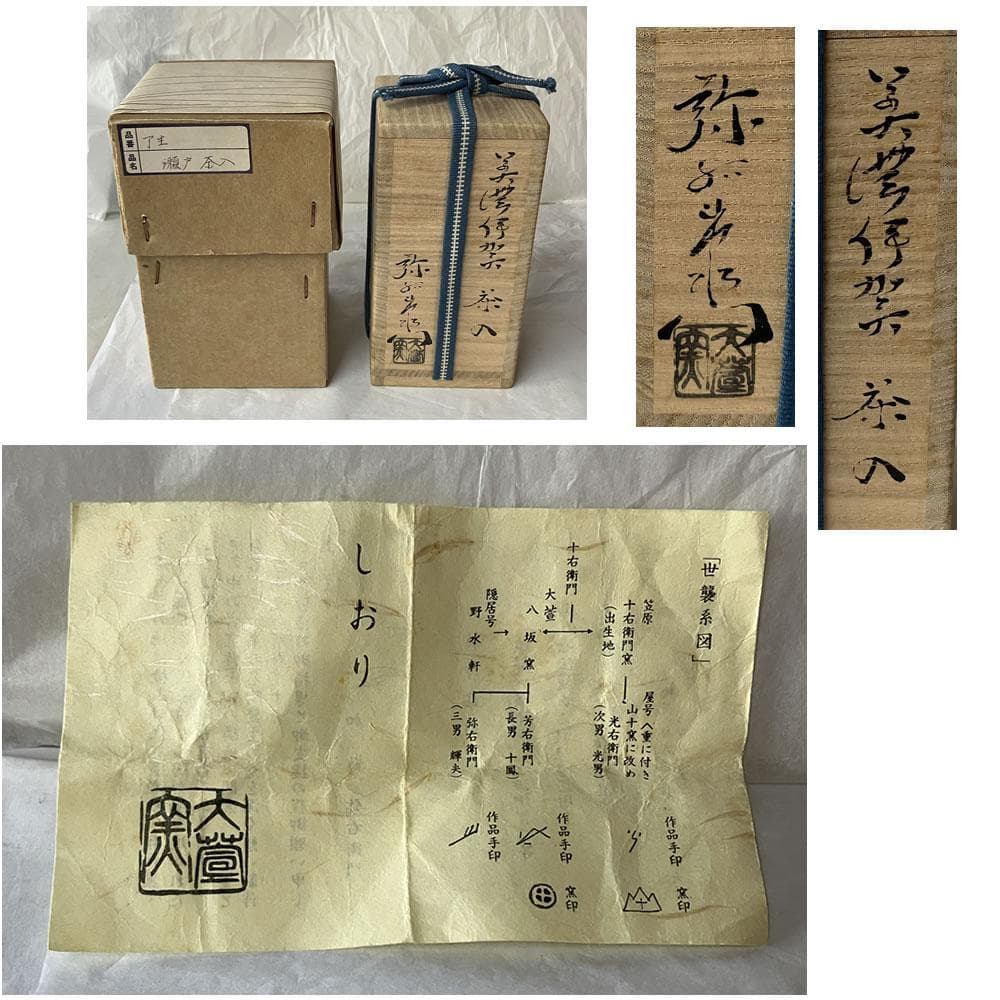 品番 了生
品名 瀬戸 茶入
美濃伊賀 茶入
弥右衛門
大萱窯
弥右衛門
大萱窯
美濃伊賀 茶入
「世襲系図」
笠原
十右衛門窯
(出生地)
屋号 八重に付き
山十窯に改め
光右衛門
(次男 光男)
十右衛門
大萱
八坂窯
芳右衛門
(長男 十鳳)
隠居号
野水軒
弥右衛門
(三男 輝夫)
作品手印
作品手印
作品手印
窯印
十
窯印
しおり
大萱窯